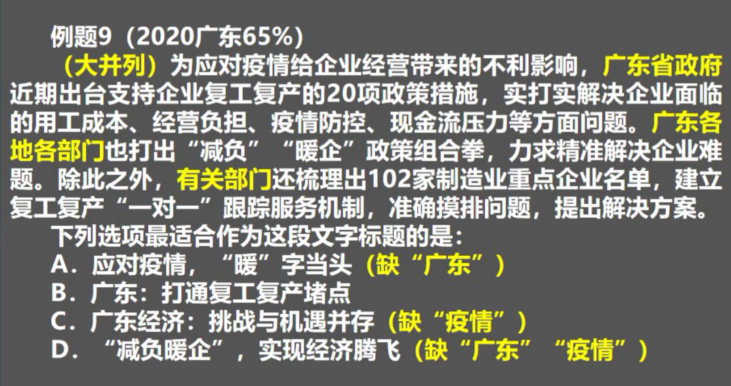 例题9（2020广东65%）
（大并列）为应对疫情给企业经营带来的不利影响，广东省政府
近期出台支持企业复工复产的20项政策措施，实打实解决企业面临
的用工成本、经营负担、疫情防控、现金流压力等方面问题。广东各
地各部门也打出“减负”“暖企”政策组合拳，力求精准解决企业难
题。除此之外，有关部门还梳理出102家制造业重点企业名单，建立
复工复产“一对一”跟踪服务机制，准确摸排问题，提出解决方案。
下列选项最适合作为这段文字标题的是：
A．应对疫情，“暖”字当头（缺“广东”）
B．广东：打通复工复产堵点
C．广东经济：挑战与机遇并存（缺“疫情”）
D．“减负暖企”，实现经济腾飞（缺“广东”“疫情”）